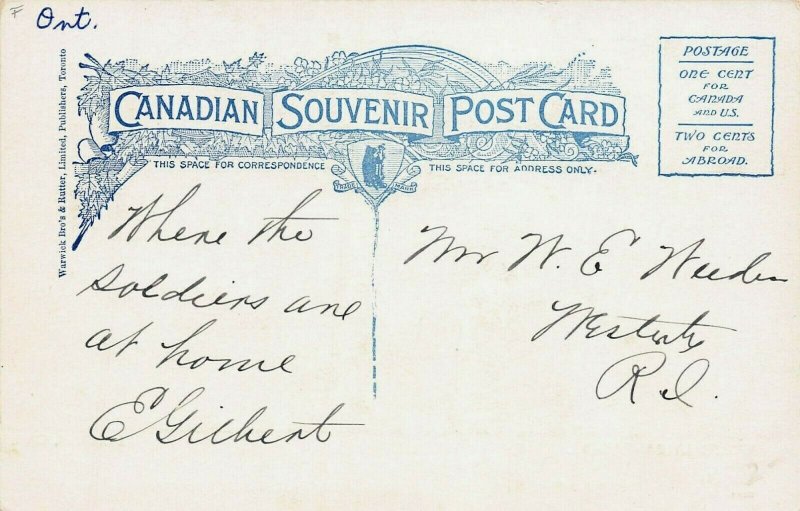 Ont.
CANADIAN SOUVENIR POST CARD
THIS SPACE FOR CORRESPONDENCE
THIS SPACE FOR ADDRESS ONLY.
TRADE MARK
POSTAGE
ONE CENT
FOR
CANADA
AND U.S.
TWO CENTS
FOR
ABROAD.
Warwick Bro's & Rutter, Limited, Publishers, Toronto
Where the
soldiers are
at home
E Gilbert
Mr W. E Weeden
Westerly
R.I.